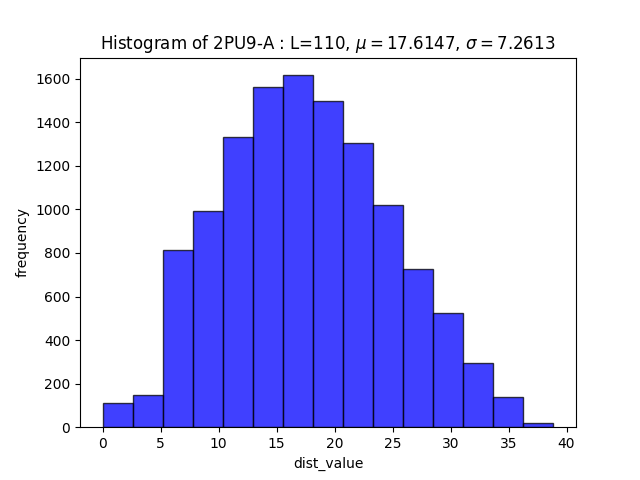 Histogram of 2PU9-A : L=110, μ = 17.6147, σ = 7.2613
1600
1400
1200
1000
800
600
400
200
0
frequency
0 5 10 15 20 25 30 35 40
dist_value